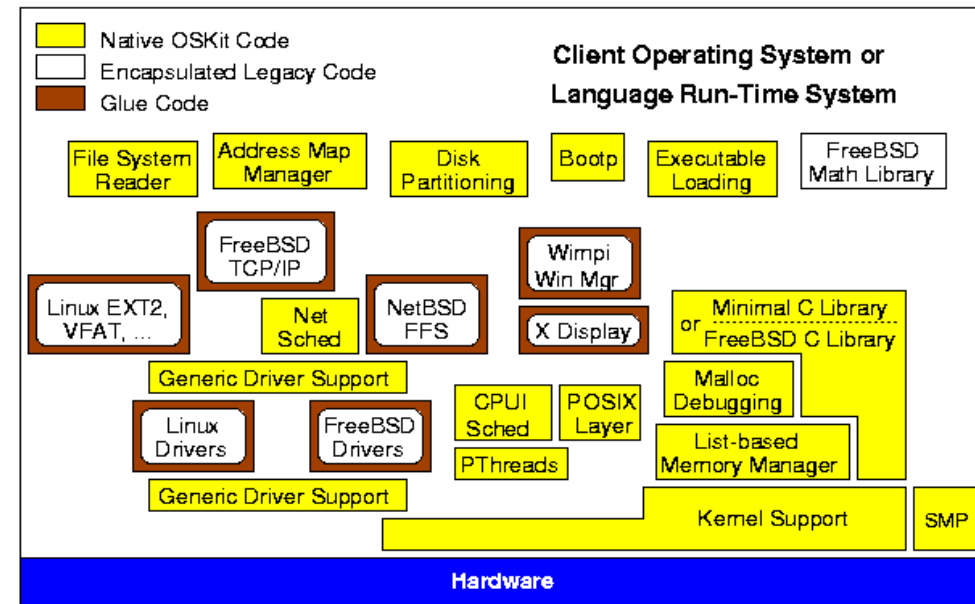 Native OSKit Code
Encapsulated Legacy Code
Glue Code
Client Operating System or
Language Run-Time System
File System
Reader
Address Map
Manager
Disk
Partitioning
Bootp
Executable
Loading
FreeBSD
Math Library
FreeBSD
TCP/IP
Wimpi
Win Mgr
Linux EXT2,
VFAT, ...
Net
Sched
NetBSD
FFS
X Display
or Minimal C Library
FreeBSD C Library
Generic Driver Support
Malloc
Debugging
Linux
Drivers
FreeBSD
Drivers
CPUI
Sched
POSIX
Layer
List-based
Memory Manager
PThreads
Generic Driver Support
Kernel Support
SMP
Hardware